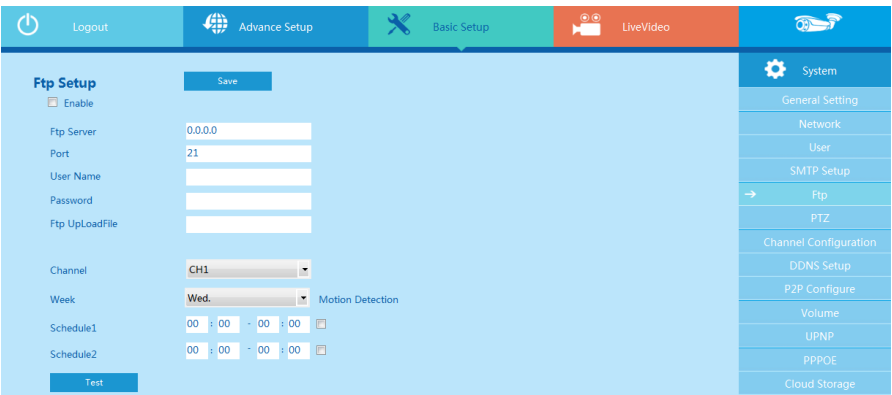 Logout Advance Setup Basic Setup LiveVideo
Ftp Setup Save
Enable
Ftp Server 0.0.0.0
Port 21
User Name
Password
Ftp UpLoadFile
Channel CH1
Week Wed. Motion Detection
Schedule1 00 : 00 - 00 : 00
Schedule2 00 : 00 - 00 : 00
Test
System
General Setting
Network
User
SMTP Setup
Ftp
PTZ
Channel Configuration
DDNS Setup
P2P Configure
Volume
UPNP
PPPOE
Cloud Storage